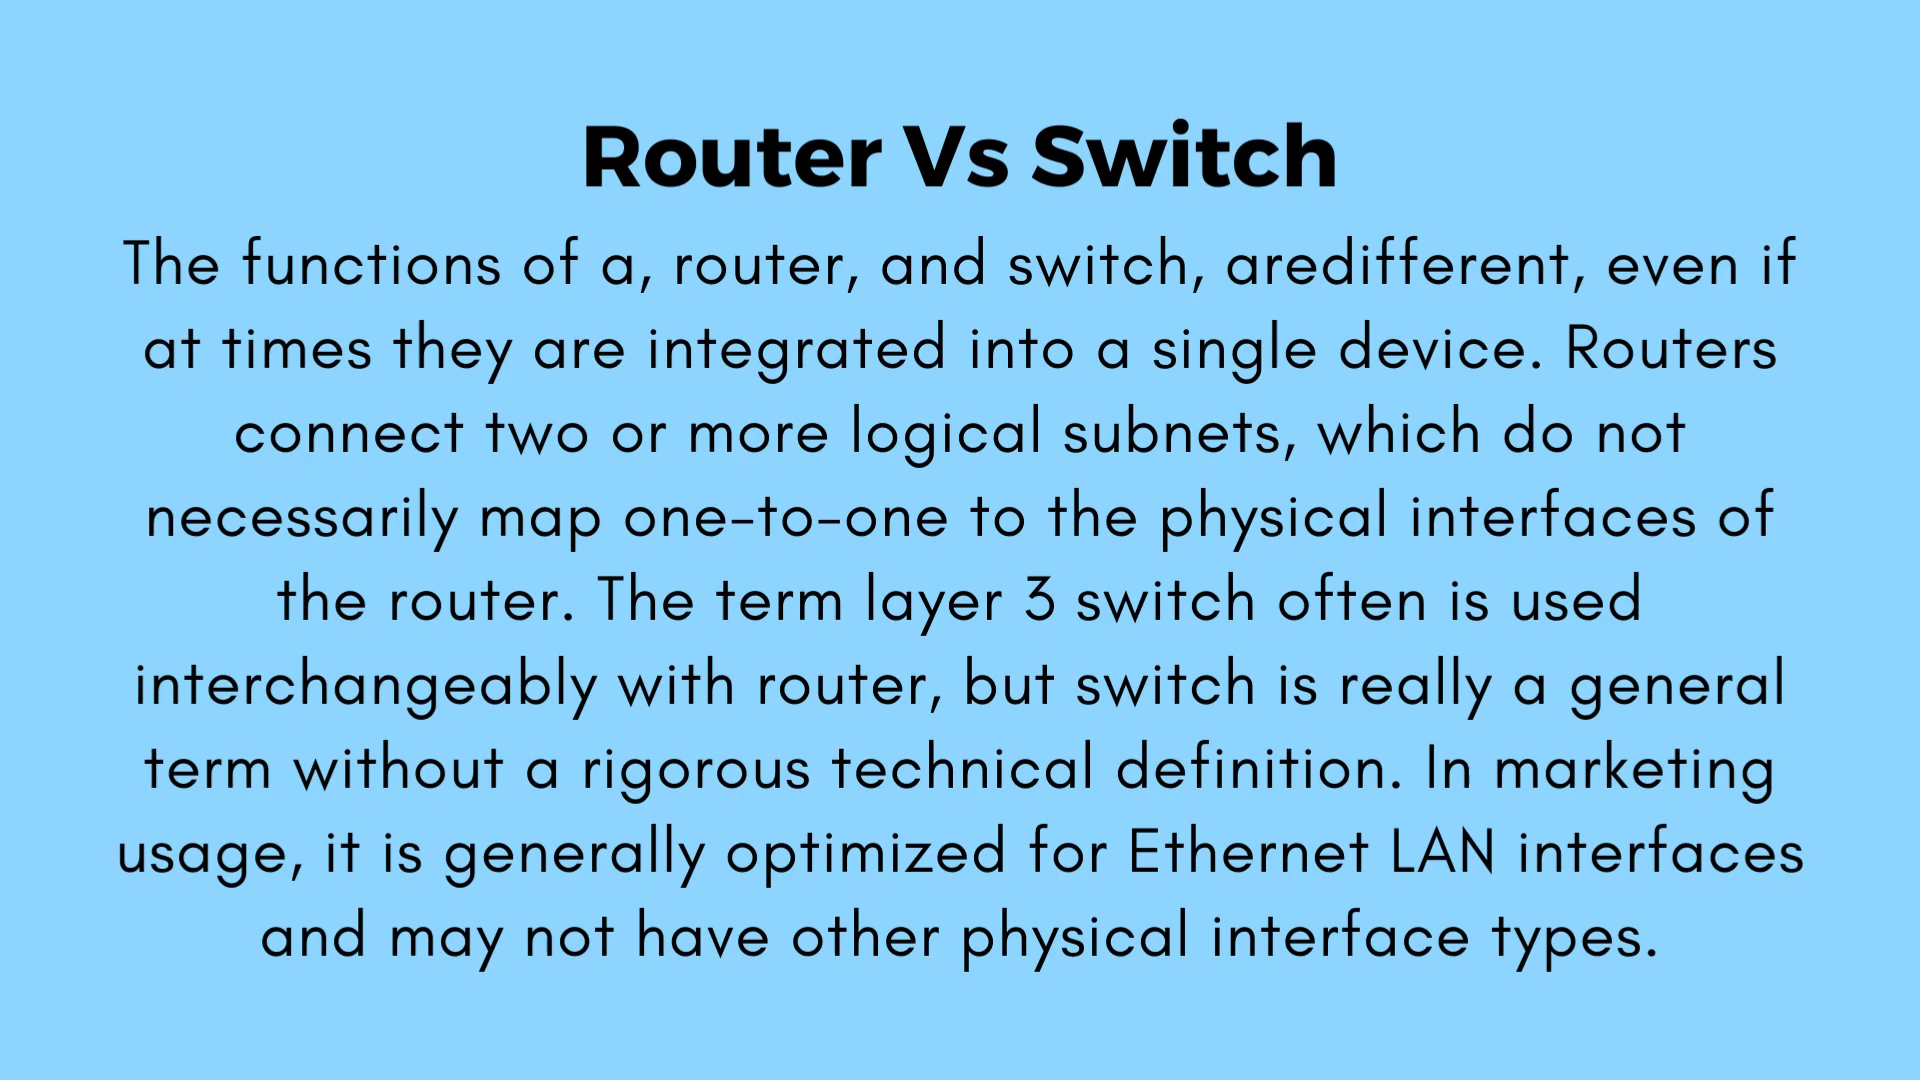 Router Vs Switch
The functions of a, router, and switch, aredifferent, even if
at times they are integrated into a single device. Routers
connect two or more logical subnets, which do not
necessarily map one-to-one to the physical interfaces of
the router. The term layer 3 switch often is used
interchangeably with router, but switch is really a general
term without a rigorous technical definition. In marketing
usage, it is generally optimized for Ethernet LAN interfaces
and may not have other physical interface types.